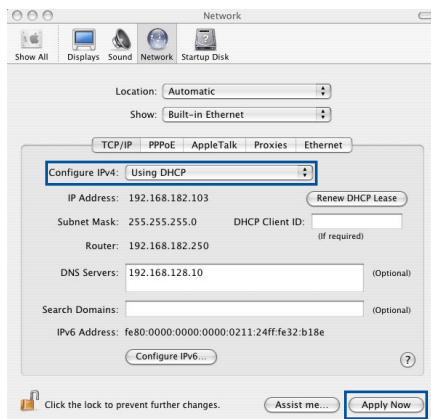 Network
Show All Displays Sound Network Startup Disk
Location: Automatic
Show: Built-in Ethernet
TCP/IP PPPoE AppleTalk Proxies Ethernet
Configure IPv4: Using DHCP
IP Address: 192.168.182.103 Renew DHCP Lease
Subnet Mask: 255.255.255.0 DHCP Client ID:
(If required)
Router: 192.168.182.250
DNS Servers: 192.168.128.10 (Optional)
Search Domains: (Optional)
IPv6 Address: fe80:0000:0000:0000:0211:24ff:fe32:b18e
Configure IPv6... ?
Click the lock to prevent further changes. Assist me... Apply Now